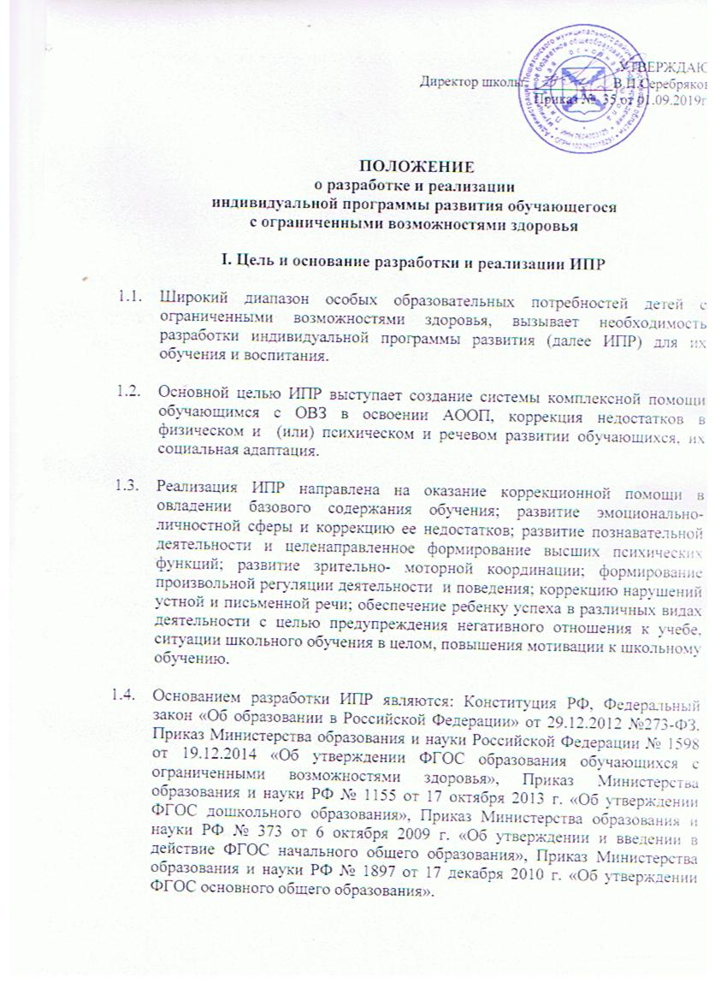 УТВЕРЖДАЮ
Директор школы В.П.Серебряков
Приказ № 35 от 01.09.2019г
ПОЛОЖЕНИЕ
о разработке и реализации
индивидуальной программы развития обучающегося
с ограниченными возможностями здоровья
I. Цель и основание разработки и реализации ИПР
1.1. Широкий диапазон особых образовательных потребностей детей с
ограниченными возможностями здоровья, вызывает необходимость
разработки индивидуальной программы развития (далее ИПР) для их
обучения и воспитания.
1.2. Основной целью ИПР выступает создание системы комплексной помощи
обучающимся с ОВЗ в освоении АООП, коррекция недостатков в
физическом и (или) психическом и речевом развитии обучающихся, их
социальная адаптация.
1.3. Реализация ИПР направлена на оказание коррекционной помощи в
овладении базового содержания обучения; развитие эмоционально-
личностной сферы и коррекцию ее недостатков; развитие познавательной
деятельности и целенаправленное формирование высших психических
функций; развитие зрительно- моторной координации; формирование
произвольной регуляции деятельности и поведения; коррекцию нарушений
устной и письменной речи; обеспечение ребенку успеха в различных видах
деятельности с целью предупреждения негативного отношения к учебе,
ситуации школьного обучения в целом, повышения мотивации к школьному
обучению.
1.4. Основанием разработки ИПР являются: Конституция РФ, Федеральный
закон «Об образовании в Российской Федерации» от 29.12.2012 №273-ФЗ,
Приказ Министерства образования и науки Российской Федерации № 1598
от 19.12.2014 «Об утверждении ФГОС образования обучающихся с
ограниченными возможностями здоровья», Приказ Министерства
образования и науки РФ № 1155 от 17 октября 2013 г. «Об утверждении
ФГОС дошкольного образования», Приказ Министерства образования и
науки РФ № 373 от 6 октября 2009 г. «Об утверждении и введении в
действие ФГОС начального общего образования», Приказ Министерства
образования и науки РФ № 1897 от 17 декабря 2010 г. «Об утверждении
ФГОС основного общего образования».